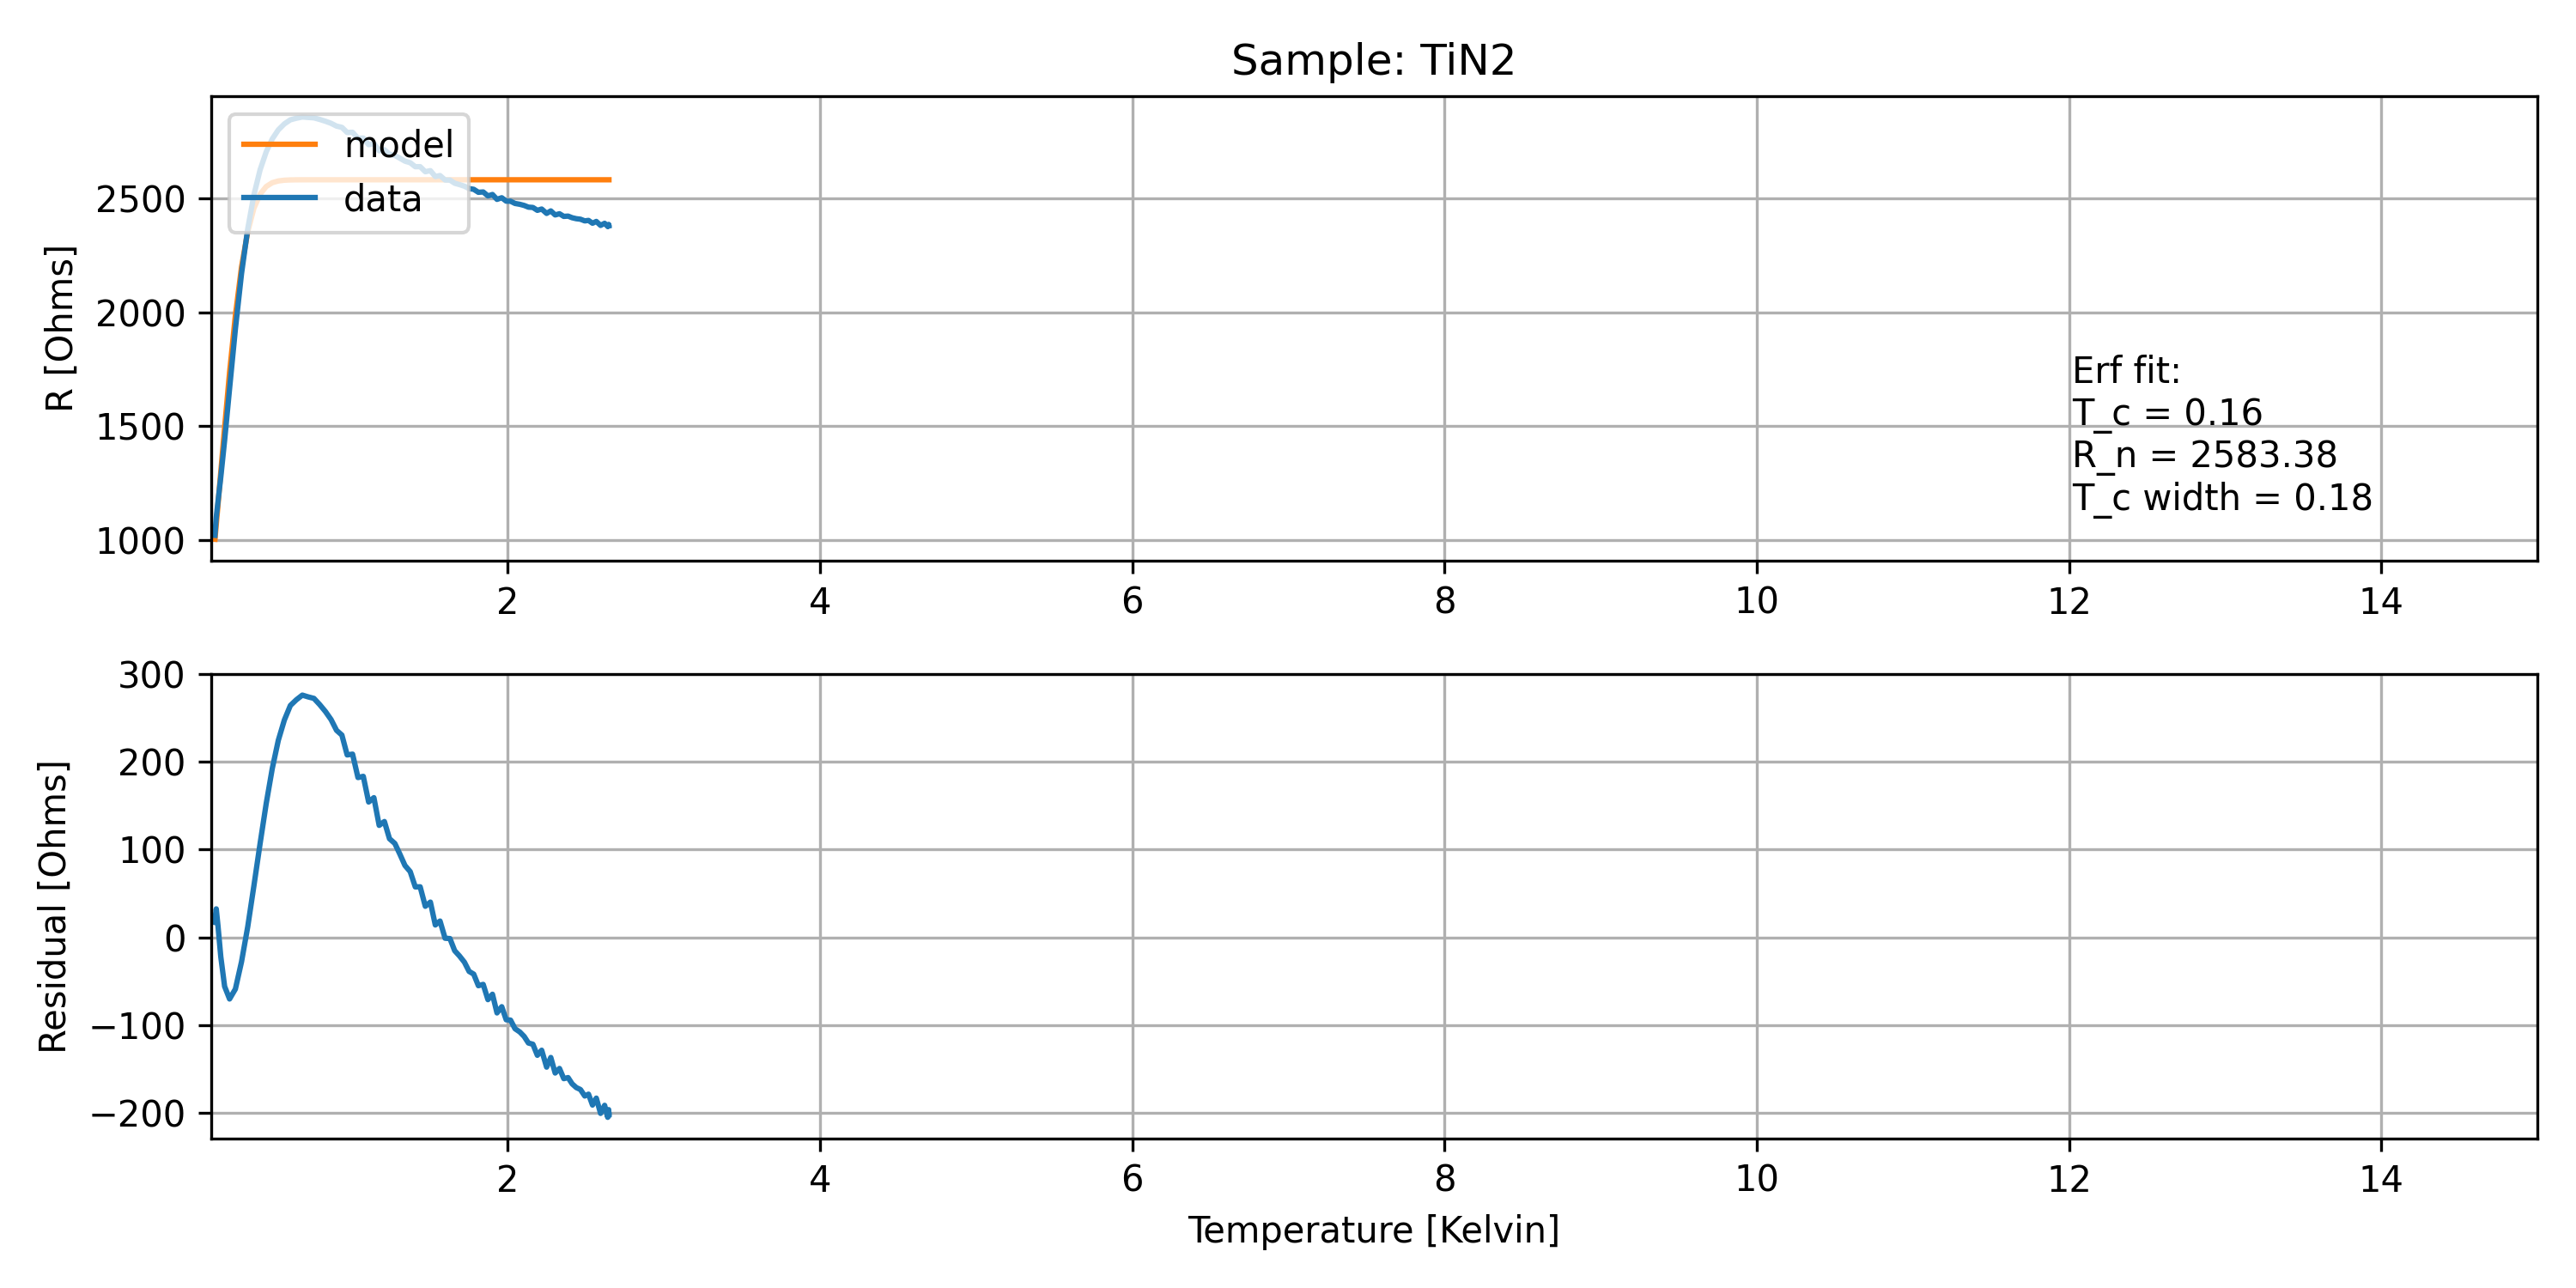 Sample: TiN2
R [Ohms]
2500
2000
1500
1000
model
data
Erf fit:
T_c = 0.16
R_n = 2583.38
T_c width = 0.18
2 4 6 8 10 12 14
Residual [Ohms]
300
200
100
0
−100
−200
2 4 6 8 10 12 14
Temperature [Kelvin]